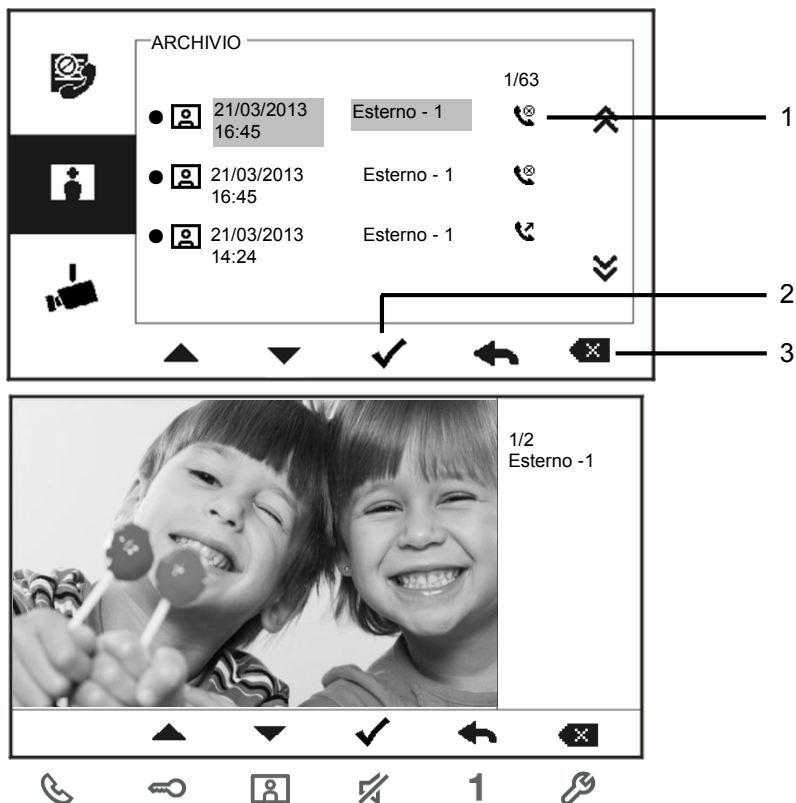 ARCHIVIO
1/63
21/03/2013 Esterno - 1
16:45
21/03/2013 Esterno - 1
16:45
21/03/2013 Esterno - 1
14:24
1
2
3
1/2
Esterno -1
1